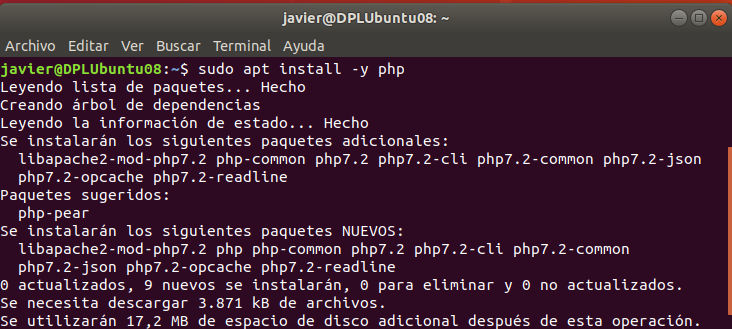 javier@DPLUbuntu08: ~
Archivo Editar Ver Buscar Terminal Ayuda
javier@DPLUbuntu08:~$ sudo apt install -y php
Leyendo lista de paquetes... Hecho
Creando árbol de dependencias
Leyendo la información de estado... Hecho
Se instalarán los siguientes paquetes adicionales:
  libapache2-mod-php7.2 php-common php7.2 php7.2-cli php7.2-common php7.2-json
  php7.2-opcache php7.2-readline
Paquetes sugeridos:
  php-pear
Se instalarán los siguientes paquetes NUEVOS:
  libapache2-mod-php7.2 php php-common php7.2 php7.2-cli php7.2-common
  php7.2-json php7.2-opcache php7.2-readline
0 actualizados, 9 nuevos se instalarán, 0 para eliminar y 0 no actualizados.
Se necesita descargar 3.871 kB de archivos.
Se utilizarán 17,2 MB de espacio de disco adicional después de esta operación.